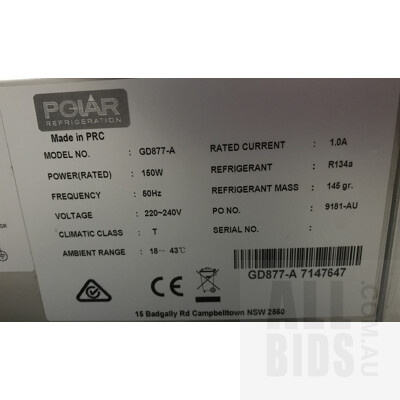 POLAR
REFRIGERATION
Made in PRC
MODEL NO. : GD877-A
POWER(RATED) : 150W
FREQUENCY : 50Hz
VOLTAGE : 220~240V
CLIMATIC CLASS : T
AMBIENT RANGE : 18~ 43℃
RATED CURRENT : 1.0A
REFRIGERANT : R134a
REFRIGERANT MASS : 145 gr.
PO NO. : 9181-AU
SERIAL NO. :
GD877-A 7147647
CE
15 Badgally Rd Campbelltown NSW 2560
ALLBIDS.COM.AU